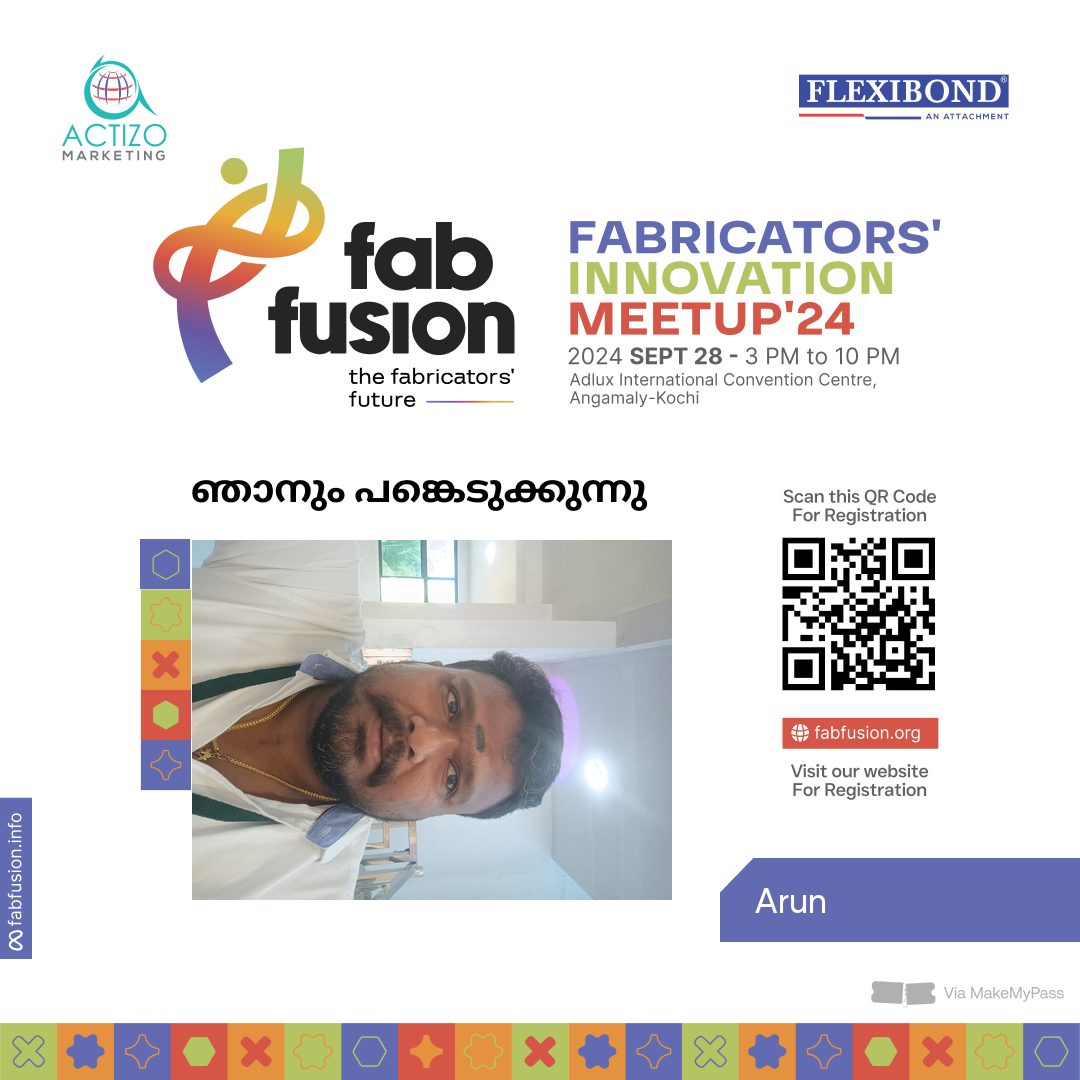 ACTIZO
MARKETING
FLEXIBOND®
AN ATTACHMENT
fab
fusion
the fabricators'
future
FABRICATORS'
INNOVATION
MEETUP'24
2024 SEPT 28 - 3 PM to 10 PM
Adlux International Convention Centre,
Angamaly-Kochi
ഞാനും പങ്കെടുക്കുന്നു
Scan this QR Code
For Registration
fabfusion.org
Visit our website
For Registration
fabfusion.info
Arun
Via MakeMyPass